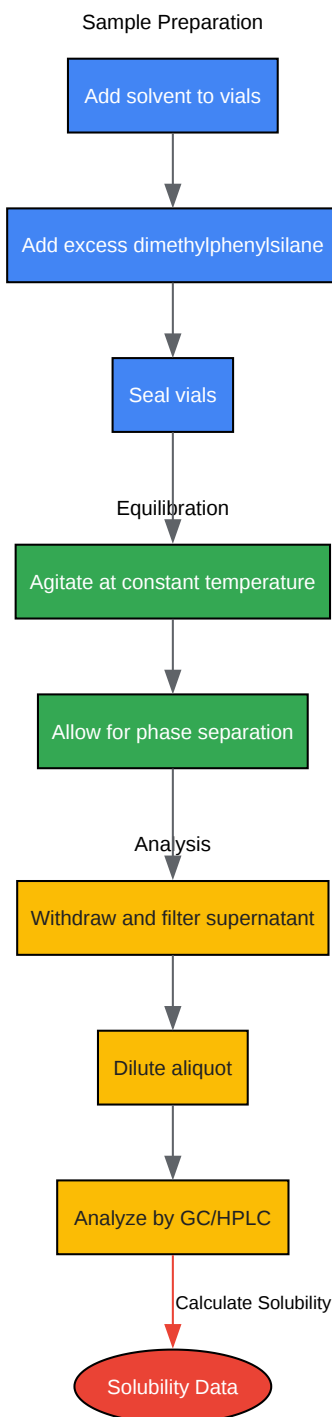 Sample Preparation
Add solvent to vials
Add excess dimethylphenylsilane
Seal vials
Equilibration
Agitate at constant temperature
Allow for phase separation
Analysis
Withdraw and filter supernatant
Dilute aliquot
Analyze by GC/HPLC
Calculate Solubility
Solubility Data